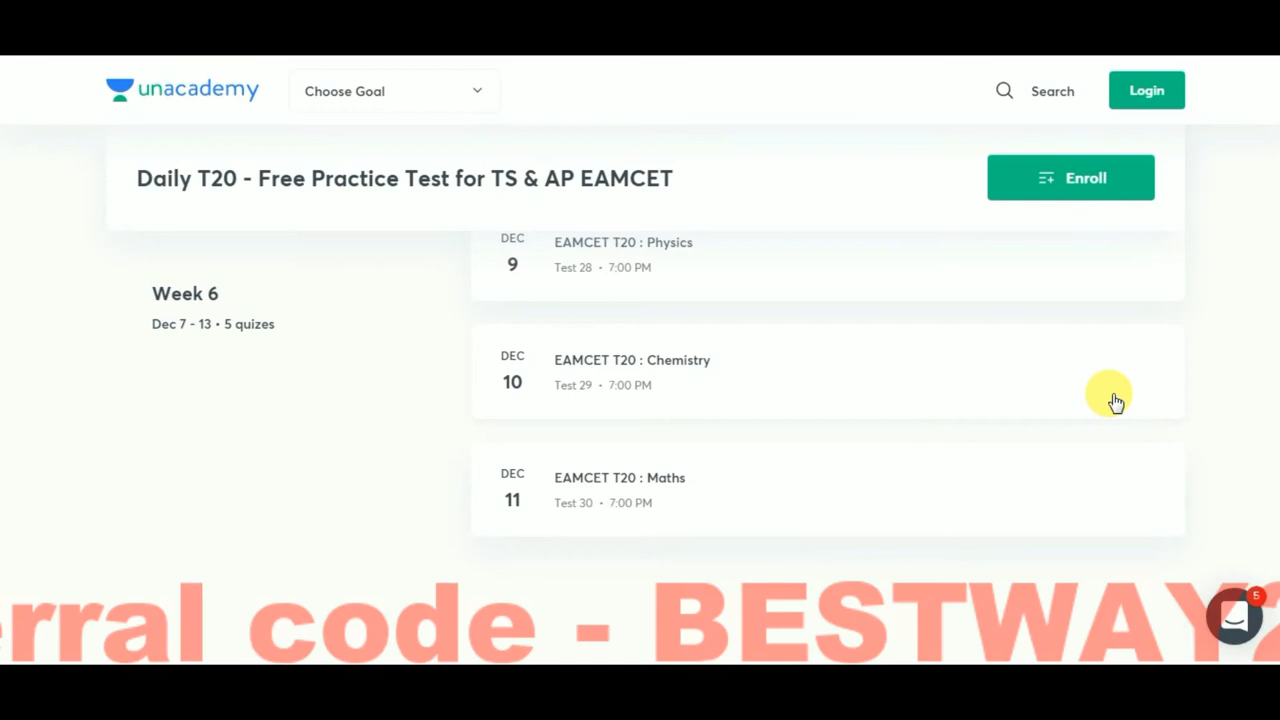 unacademy
Choose Goal
Search
Login
Daily T20 - Free Practice Test for TS & AP EAMCET
Enroll
DEC
9
EAMCET T20 : Physics
Test 28 • 7:00 PM
Week 6
Dec 7 - 13 • 5 quizes
DEC
10
EAMCET T20 : Chemistry
Test 29 • 7:00 PM
DEC
11
EAMCET T20 : Maths
Test 30 • 7:00 PM
erral code - BESTWAY2
5